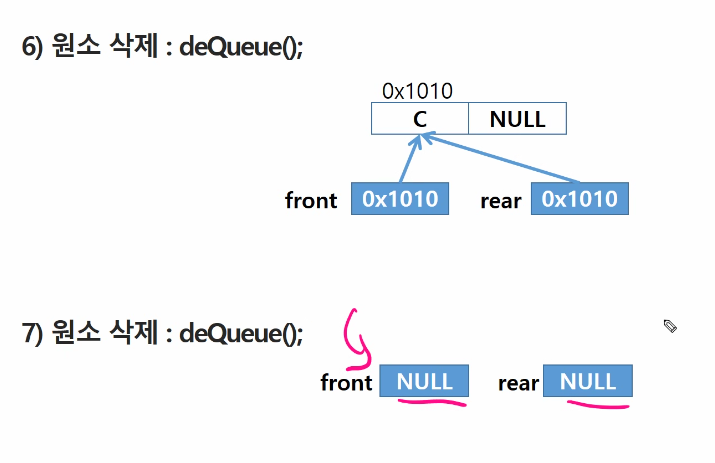 6) 원소 삭제 : deQueue();
0x1010
C NULL
front 0x1010 rear 0x1010
7) 원소 삭제 : deQueue();
front NULL rear NULL